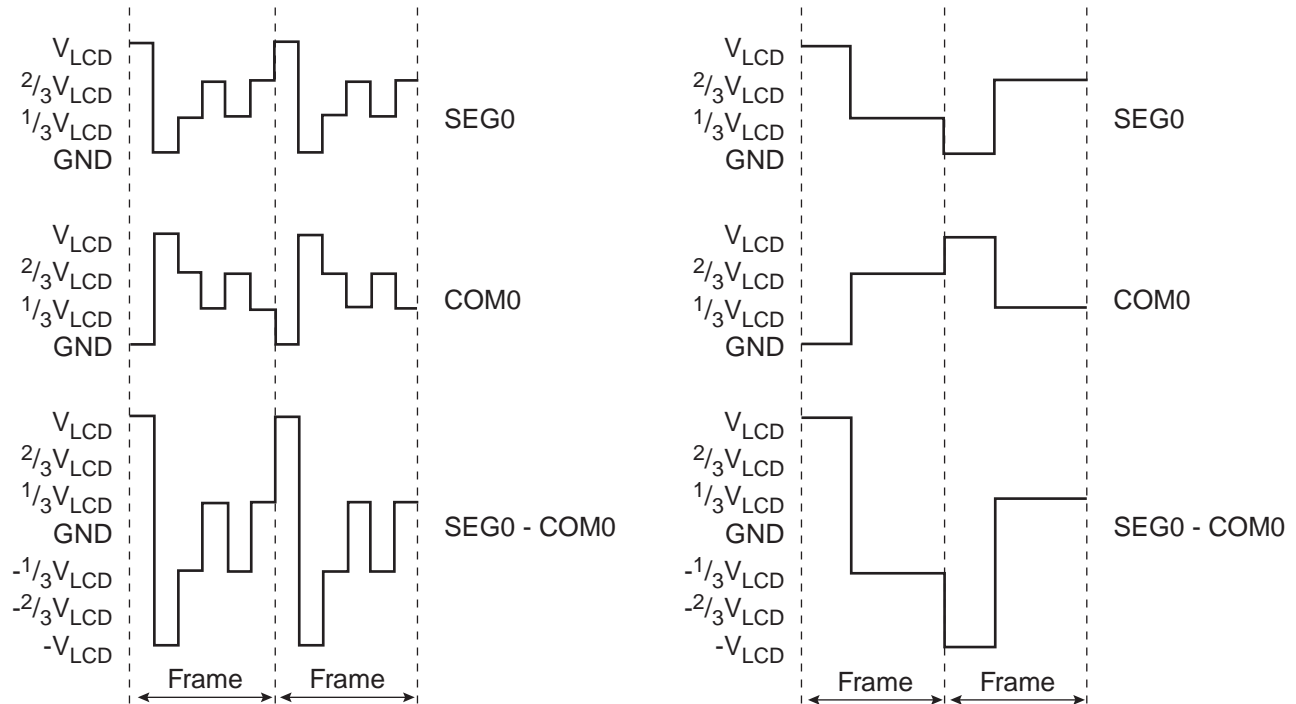 VLCD
2/3VLCD
1/3VLCD
GND
SEG0
VLCD
2/3VLCD
1/3VLCD
GND
COM0
VLCD
2/3VLCD
1/3VLCD
GND
-1/3VLCD
-2/3VLCD
-VLCD
SEG0 - COM0
Frame Frame
VLCD
2/3VLCD
1/3VLCD
GND
SEG0
VLCD
2/3VLCD
1/3VLCD
GND
COM0
VLCD
2/3VLCD
1/3VLCD
GND
-1/3VLCD
-2/3VLCD
-VLCD
SEG0 - COM0
Frame Frame